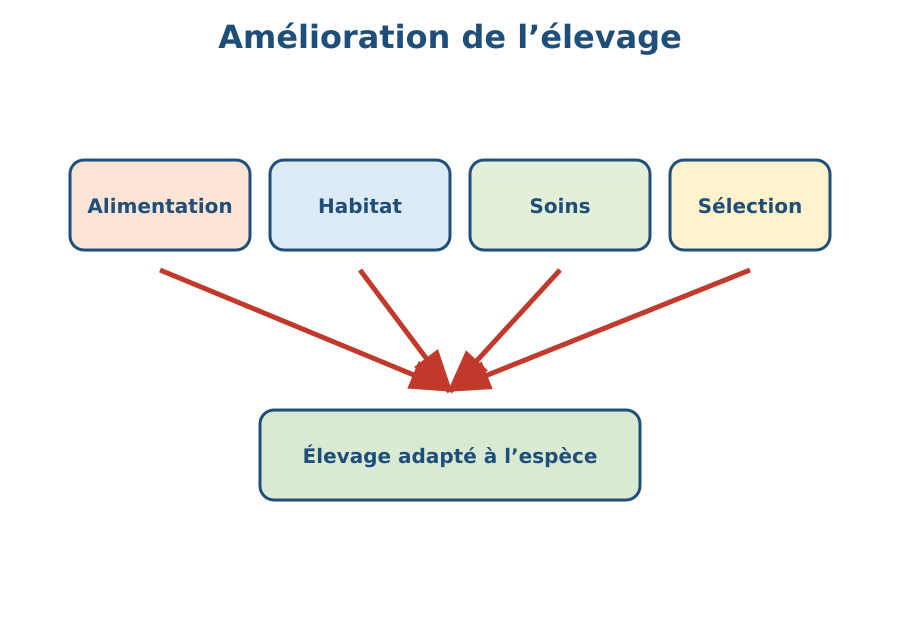 Amélioration de l’élevage
Alimentation
Habitat
Soins
Sélection
Élevage adapté à l’espèce